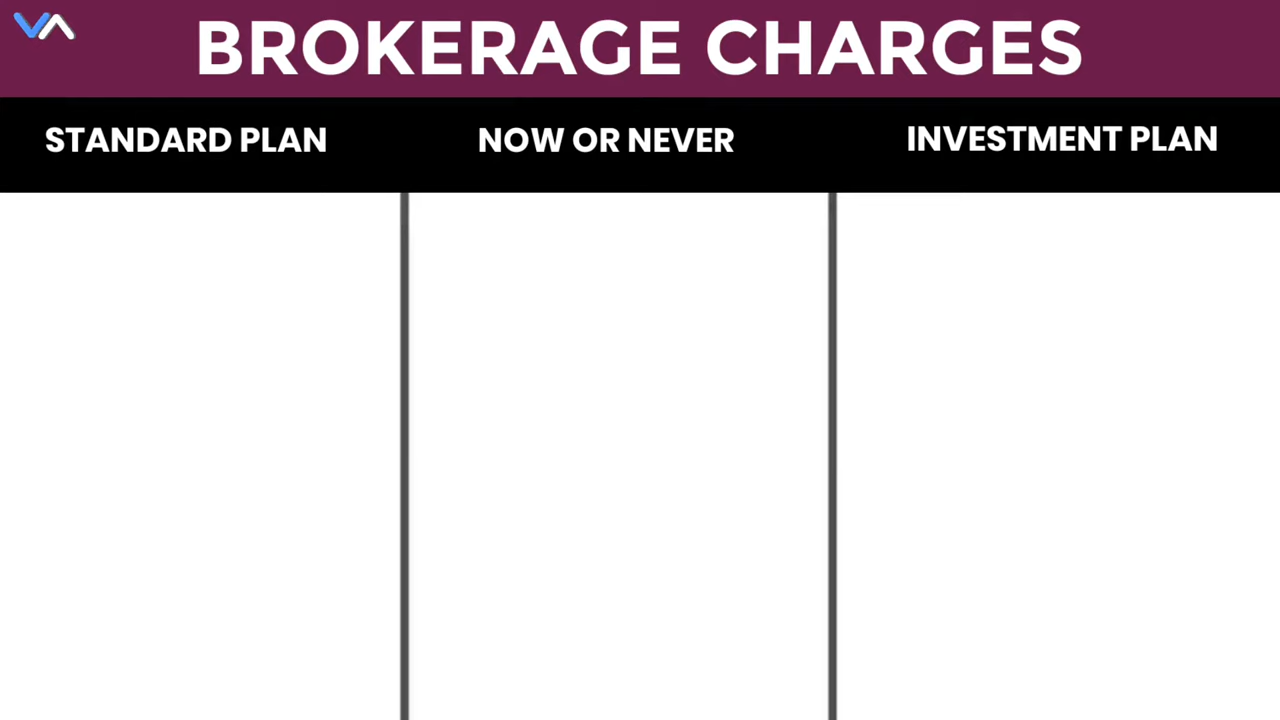 BROKERAGE CHARGES
STANDARD PLAN
NOW OR NEVER
INVESTMENT PLAN